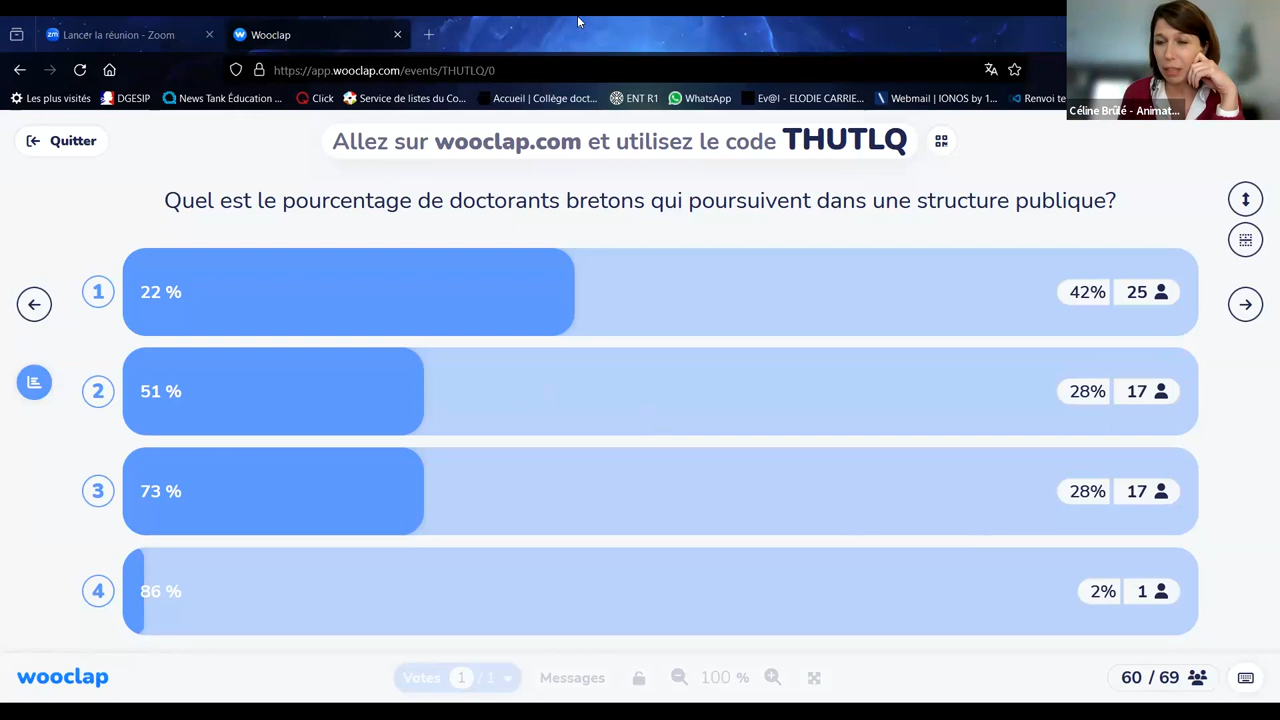 Lancer la réunion - Zoom
Wooclap
https://app.wooclap.com/events/THUTLQ/0
Les plus visités
DGESIP
News Tank Éducation ...
Click
Service de listes du Co...
Accueil | Collège doct...
ENT R1
WhatsApp
Ev@l - ELODIE CARRIE...
Webmail | IONOS by 1...
Renvoi te
Céline Brûlé - Animat...
Quitter
Allez sur wooclap.com et utilisez le code THUTLQ
Quel est le pourcentage de doctorants bretons qui poursuivent dans une structure publique?
1 22 % 42% 25
2 51 % 28% 17
3 73 % 28% 17
4 86 % 2% 1
wooclap
Votes 1 / 1
Messages
100 %
60 / 69